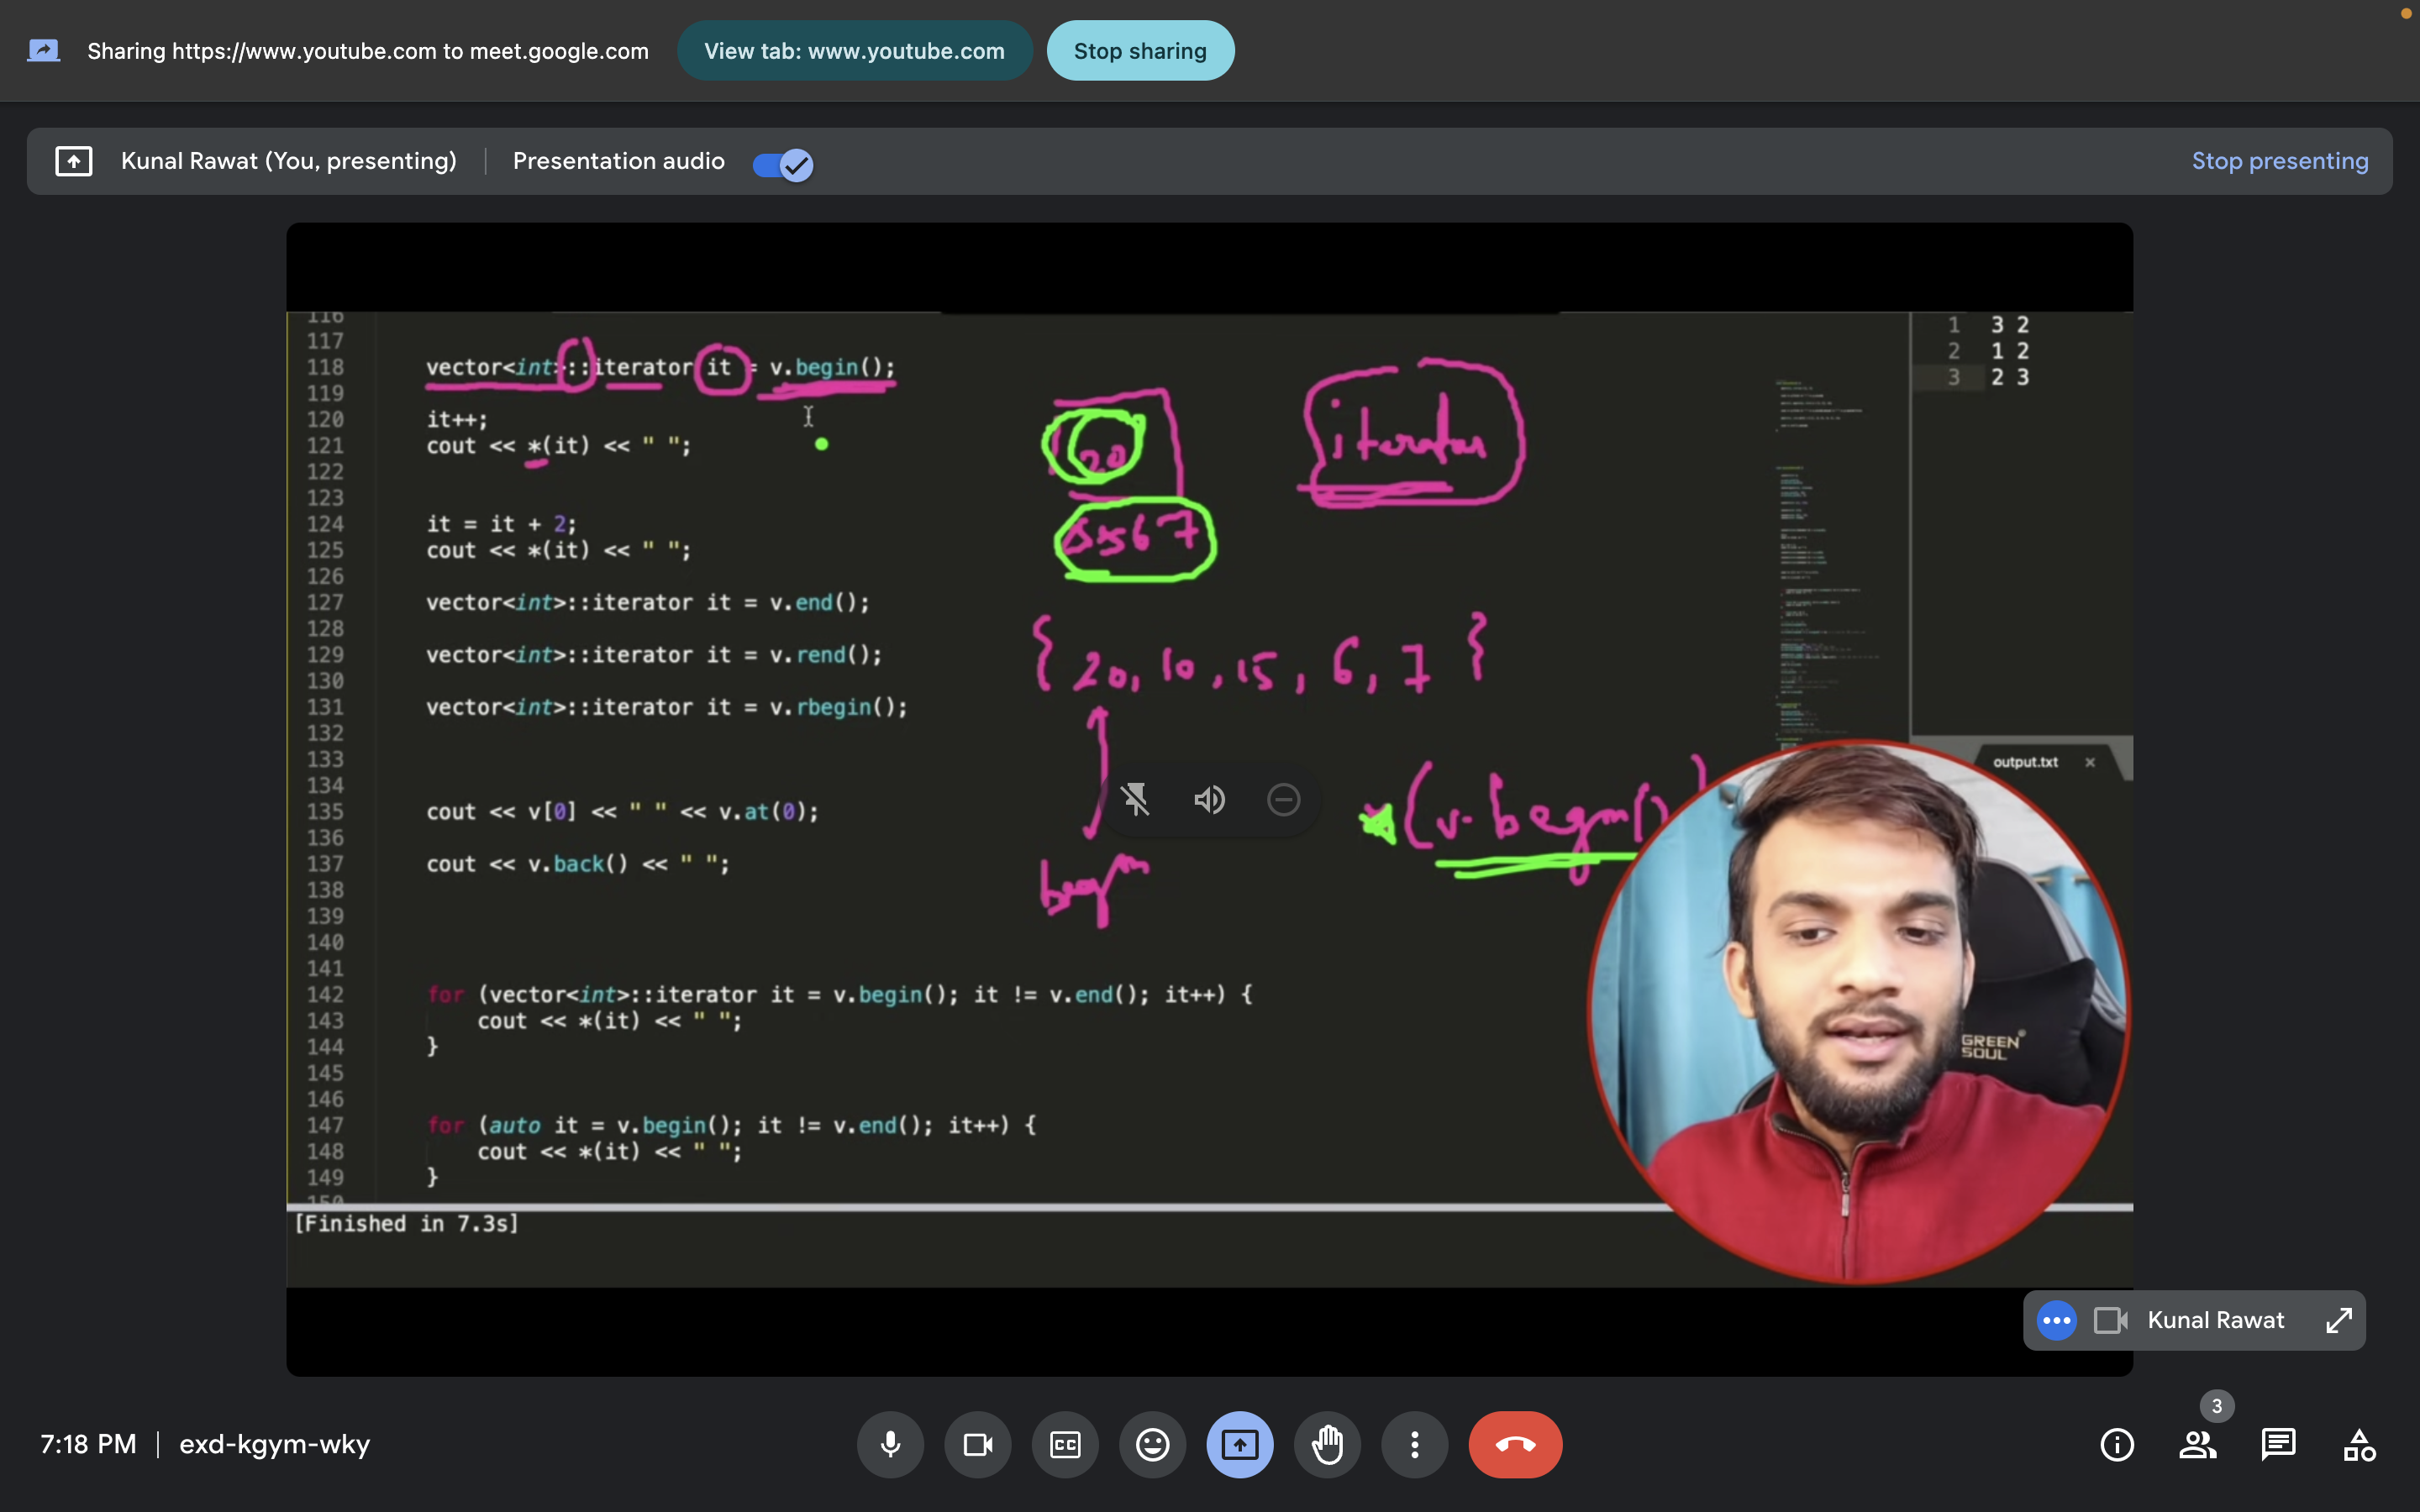 Sharing https://www.youtube.com to meet.google.com
View tab: www.youtube.com
Stop sharing
Kunal Rawat (You, presenting)
Presentation audio
Stop presenting
116
117
118 vector<int>::iterator it = v.begin();
119
120 it++;
121 cout << *(it) << " ";
122
123
124 it = it + 2;
125 cout << *(it) << " ";
126
127 vector<int>::iterator it = v.end();
128
129 vector<int>::iterator it = v.rend();
130
131 vector<int>::iterator it = v.rbegin();
132
133
134
135 cout << v[0] << " " << v.at(0);
136
137 cout << v.back() << " ";
138
139
140
141
142 for (vector<int>::iterator it = v.begin(); it != v.end(); it++) {
143 cout << *(it) << " ";
144 }
145
146
147 for (auto it = v.begin(); it != v.end(); it++) {
148 cout << *(it) << " ";
149 }
150
[Finished in 7.3s]
20
iterator
{ 20, 10, 15, 6, 7 }
begin
*(v.begin())
1 3 2
2 1 2
3 2 3
output.txt
GREEN
SOUL
Kunal Rawat
7:18 PM | exd-kgym-wky
3